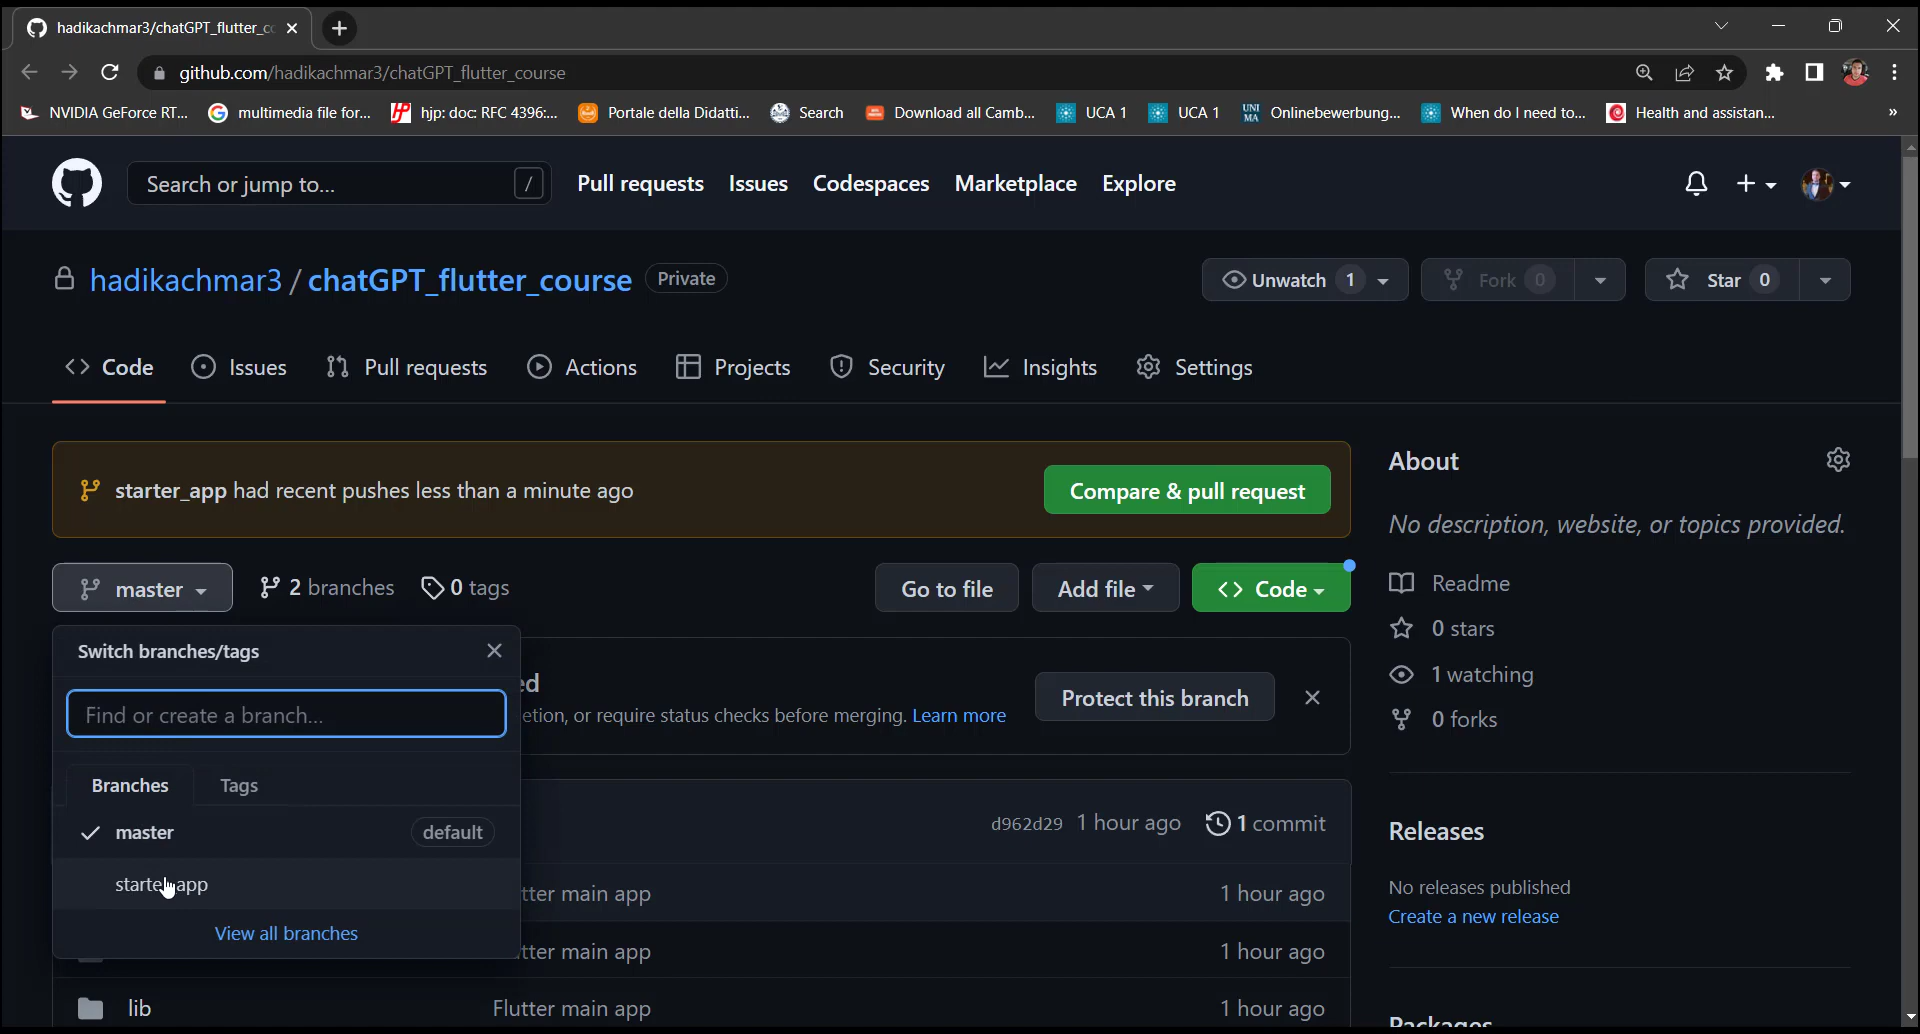 hadikachmar3/chatGPT_flutter_c
github.com/hadikachmar3/chatGPT_flutter_course
NVIDIA GeForce RT... multimedia file for... hjp: doc: RFC 4396:... Portale della Didatti... Search Download all Camb... UCA 1 UCA 1 UNI MA Onlinebewerbung... When do I need to... Health and assistan... »
Search or jump to... / Pull requests Issues Codespaces Marketplace Explore
hadikachmar3 / chatGPT_flutter_course Private Unwatch 1 Fork 0 Star 0
Code Issues Pull requests Actions Projects Security Insights Settings
starter_app had recent pushes less than a minute ago Compare & pull request
About
No description, website, or topics provided.
master 2 branches 0 tags Go to file Add file Code
Readme
0 stars
1 watching
0 forks
Switch branches/tags
Find or create a branch...
ed
etion, or require status checks before merging. Learn more Protect this branch
Branches Tags
master default
app
View all branches
d962d29 1 hour ago 1 commit
tter main app 1 hour ago
tter main app 1 hour ago
lib Flutter main app 1 hour ago
Releases
No releases published
Create a new release
Packages